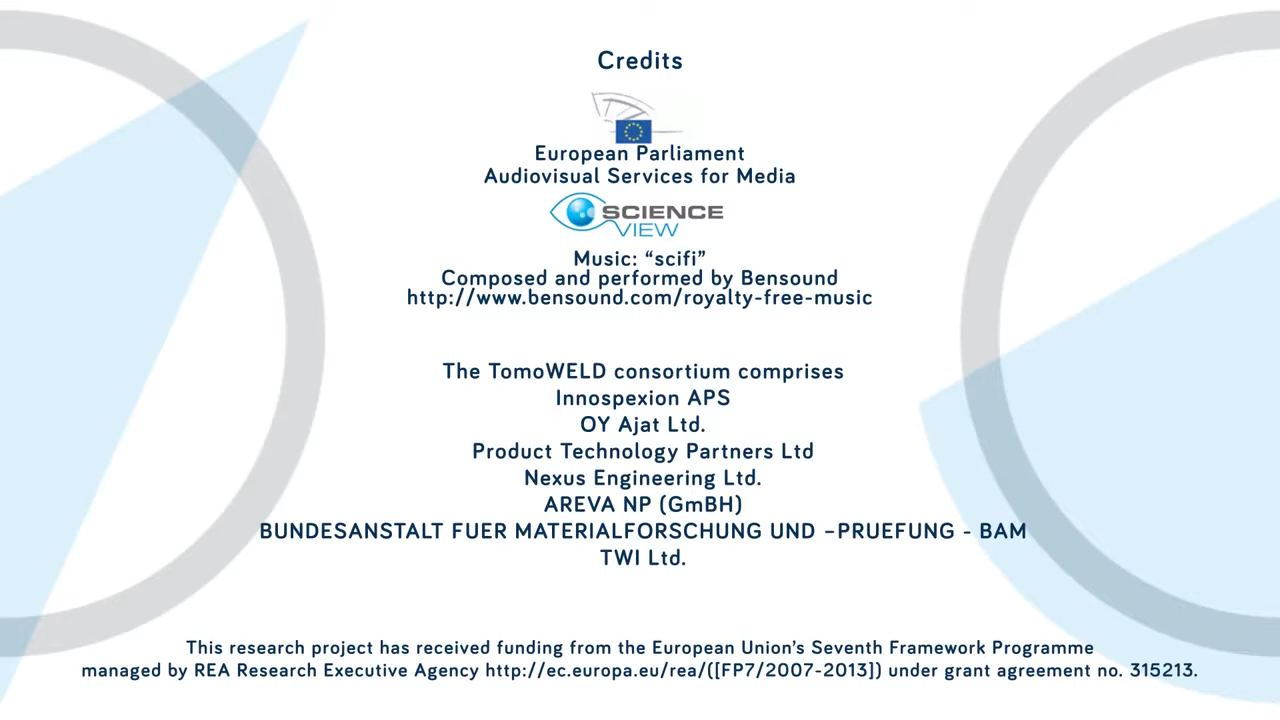 Credits
European Parliament
Audiovisual Services for Media
SCIENCE
VIEW
Music: “scifi”
Composed and performed by Bensound
http://www.bensound.com/royalty-free-music
The TomoWELD consortium comprises
Innospexion APS
OY Ajat Ltd.
Product Technology Partners Ltd
Nexus Engineering Ltd.
AREVA NP (GmBH)
BUNDESANSTALT FUER MATERIALFORSCHUNG UND –PRUEFUNG - BAM
TWI Ltd.
This research project has received funding from the European Union’s Seventh Framework Programme
managed by REA Research Executive Agency http://ec.europa.eu/rea/([FP7/2007-2013]) under grant agreement no. 315213.